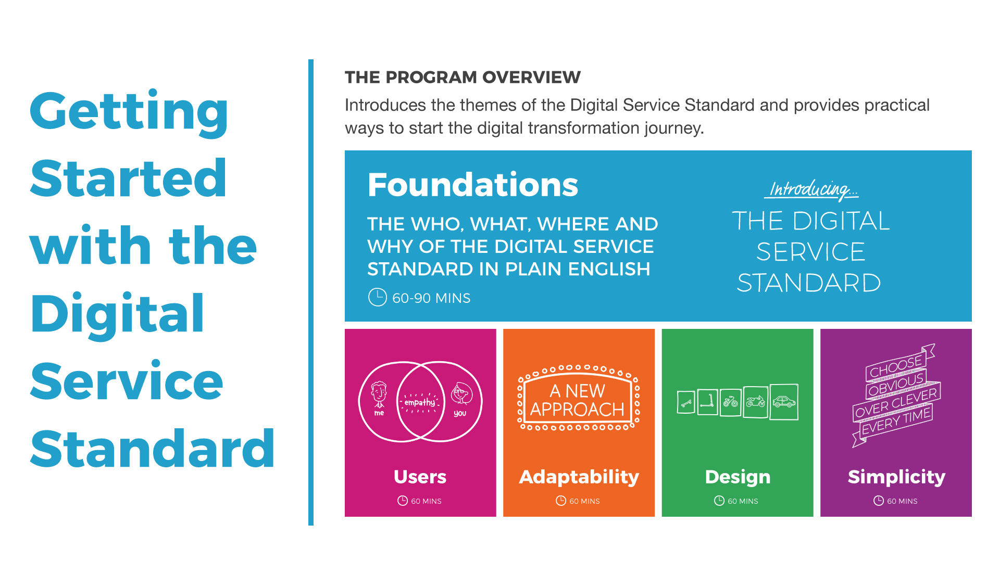 Getting
Started
with the
Digital
Service
Standard
THE PROGRAM OVERVIEW
Introduces the themes of the Digital Service Standard and provides practical
ways to start the digital transformation journey.
Foundations
THE WHO, WHAT, WHERE AND
WHY OF THE DIGITAL SERVICE
STANDARD IN PLAIN ENGLISH
60-90 MINS
Introducing...
THE DIGITAL
SERVICE
STANDARD
me
empathy
you
Users
60 MINS
A NEW
APPROACH
Adaptability
60 MINS
Design
60 MINS
CHOOSE
OBVIOUS
OVER CLEVER
EVERY TIME
Simplicity
60 MINS